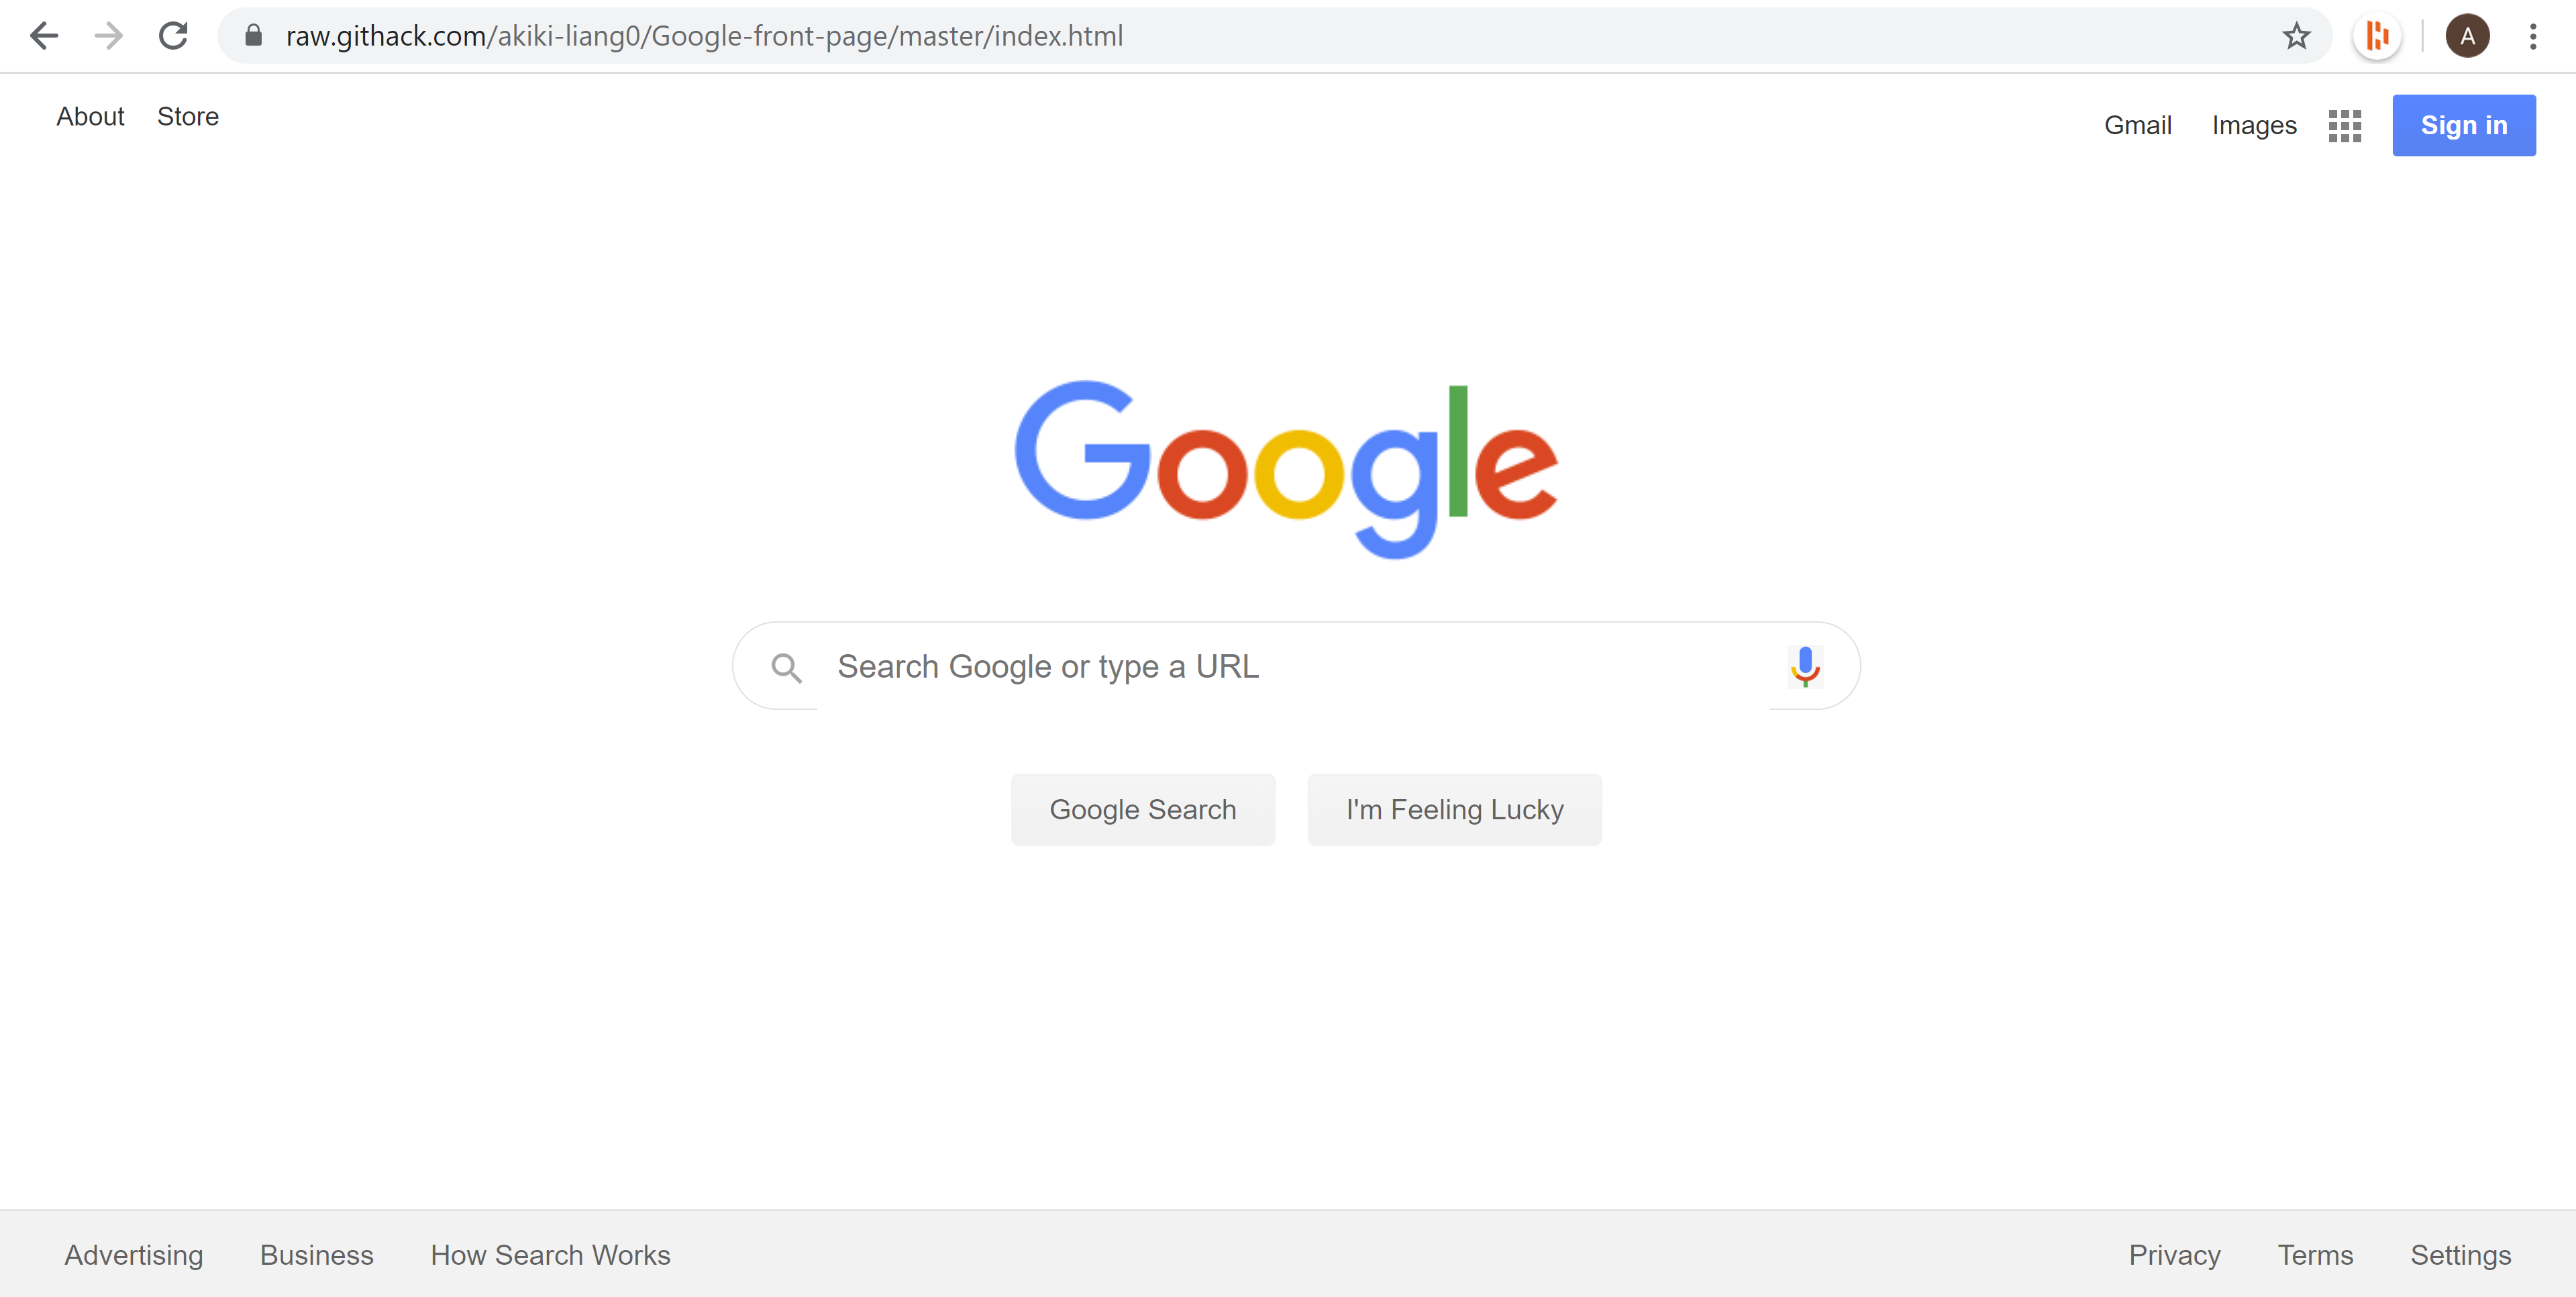 raw.githack.com/akiki-liang0/Google-front-page/master/index.html
A
About Store
Gmail Images Sign in
Google
Search Google or type a URL
Google Search I'm Feeling Lucky
Advertising Business How Search Works
Privacy Terms Settings